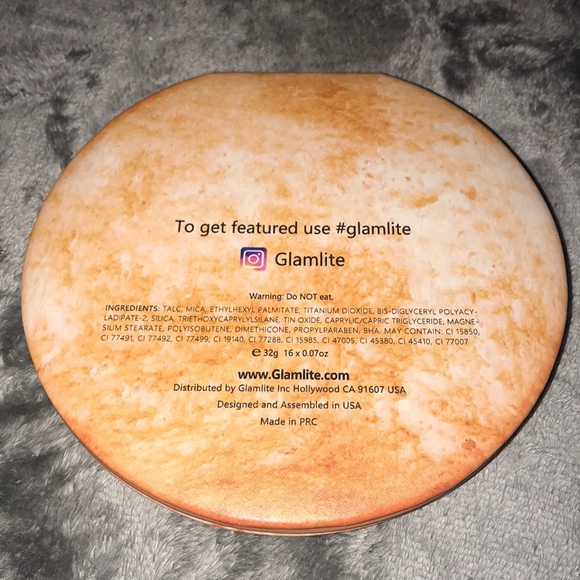 To get featured use #glamlite
Glamlite
Warning: Do NOT eat.
INGREDIENTS: TALC, MICA, ETHYLHEXYL PALMITATE, TITANIUM DIOXIDE, BIS-DIGLYCERYL POLYACY-
LADIPATE-2, SILICA, TRIETHOXYCAPRYLYLSILANE, TIN OXIDE, CAPRYLIC/CAPRIC TRIGLYCERIDE, MAGNE-
SIUM STEARATE, POLYISOBUTENE, DIMETHICONE, PROPYLPARABEN, BHA. MAY CONTAIN: CI 15850,
CI 77491, CI 77492, CI 77499, CI 19140, CI 77288, CI 15985, CI 47005, CI 45380, CI 45410, CI 77007
℮ 32g 16 x 0.07oz
www.Glamlite.com
Distributed by Glamlite Inc Hollywood CA 91607 USA
Designed and Assembled in USA
Made in PRC